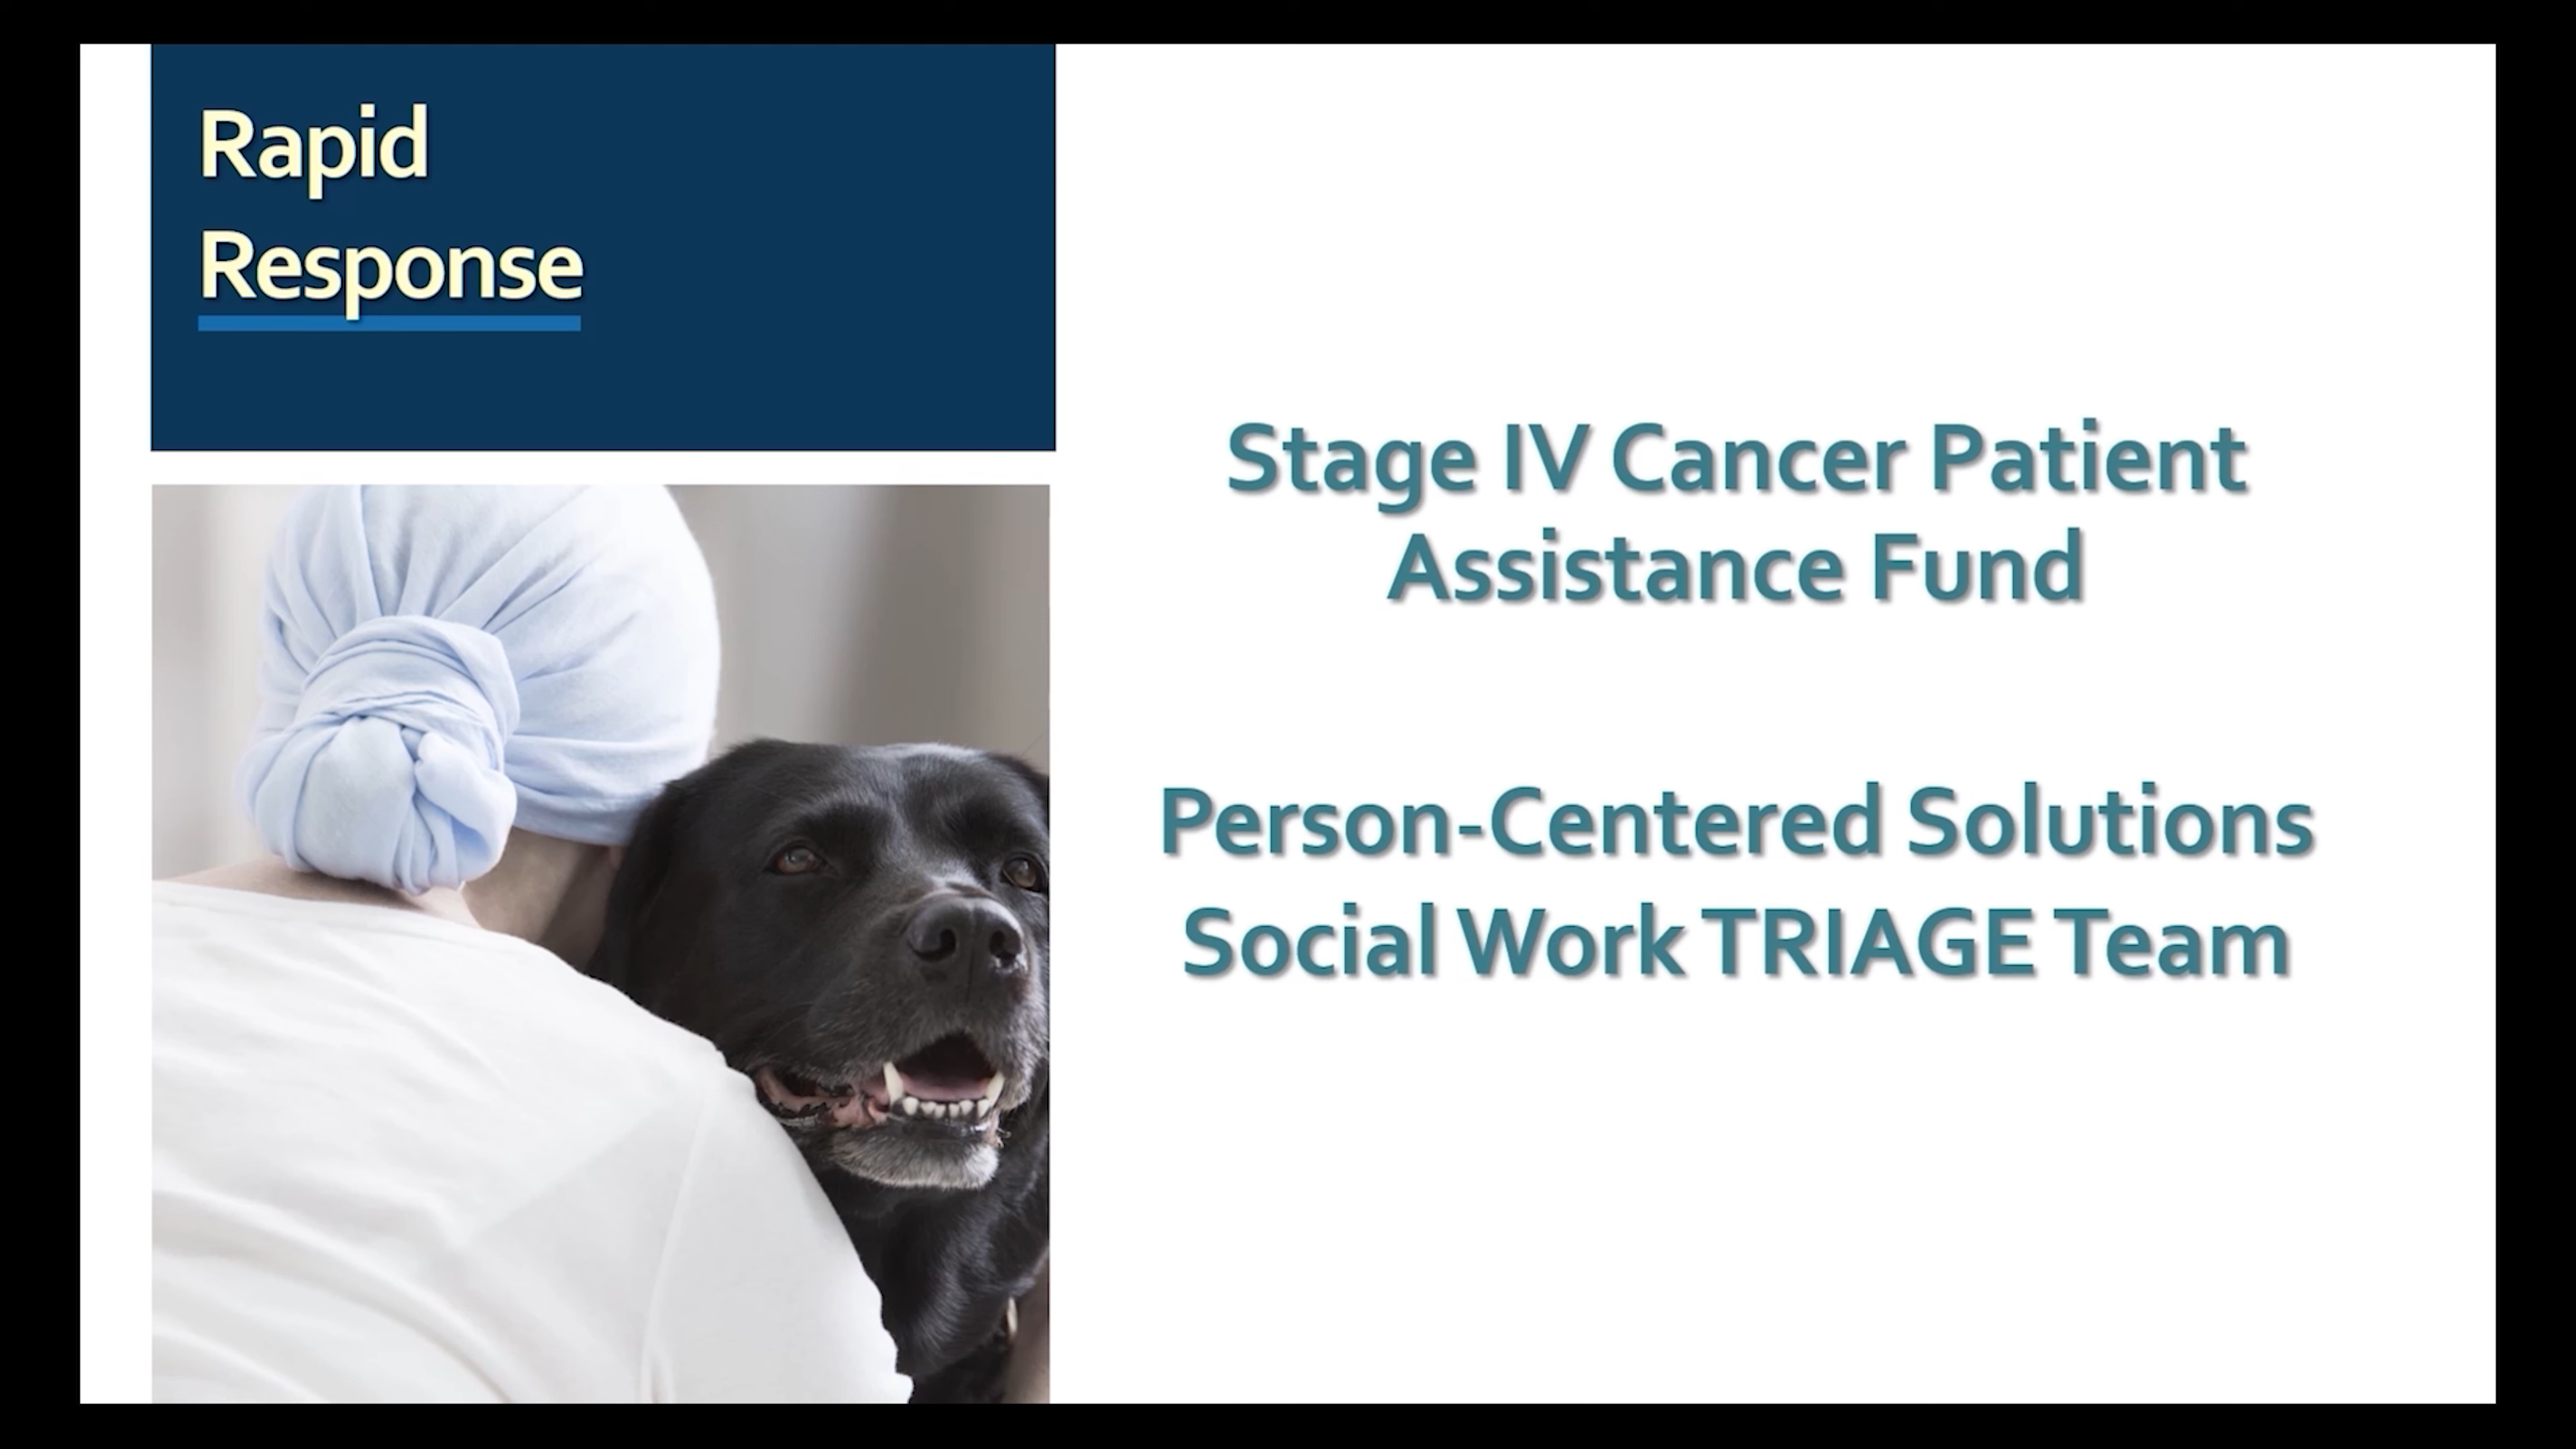 Rapid
Response
Stage IV Cancer Patient
Assistance Fund
Person-Centered Solutions
Social Work TRIAGE Team